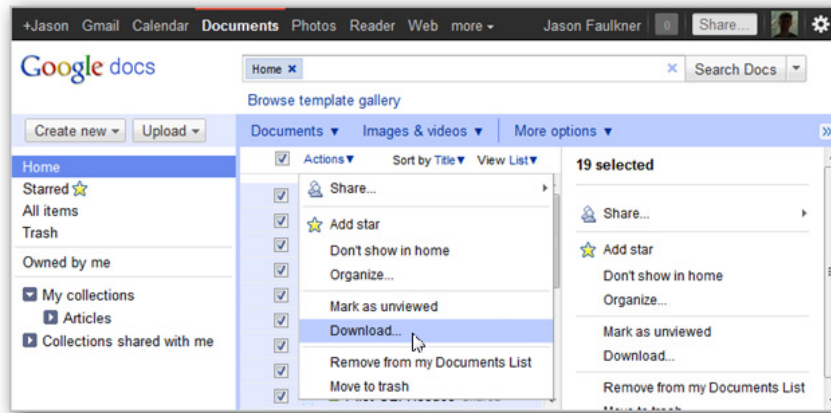 +Jason Gmail Calendar Documents Photos Reader Web more Jason Faulkner 0 Share...
Google docs
Home × × Search Docs
Browse template gallery
Create new Upload
Documents Images & videos More options »
Home
Starred
All items
Trash
Owned by me
My collections
Articles
Collections shared with me
Actions Sort by Title View List
Share...
Add star
Don't show in home
Organize...
Mark as unviewed
Download...
Remove from my Documents List
Move to trash
19 selected
Share...
Add star
Don't show in home
Organize...
Mark as unviewed
Download...
Remove from my Documents List